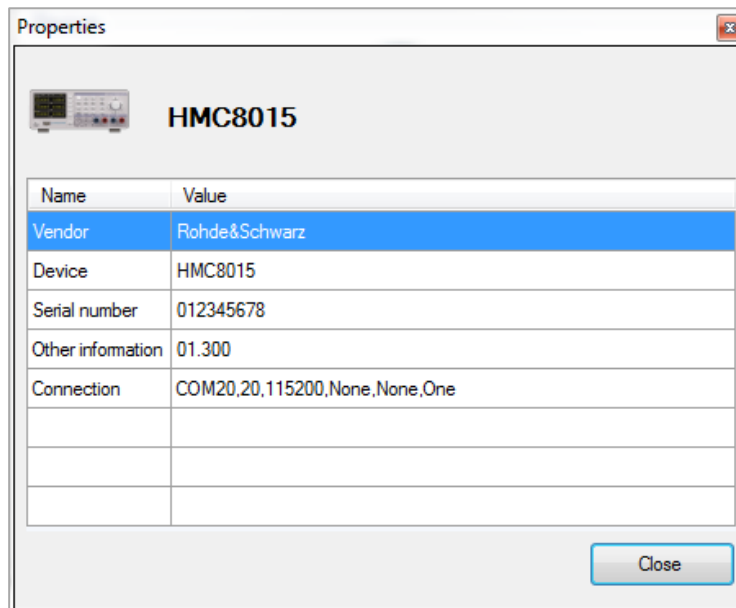 Properties
HMC8015
Name Value
Vendor Rohde&Schwarz
Device HMC8015
Serial number 012345678
Other information 01.300
Connection COM20,20,115200,None,None,One
Close